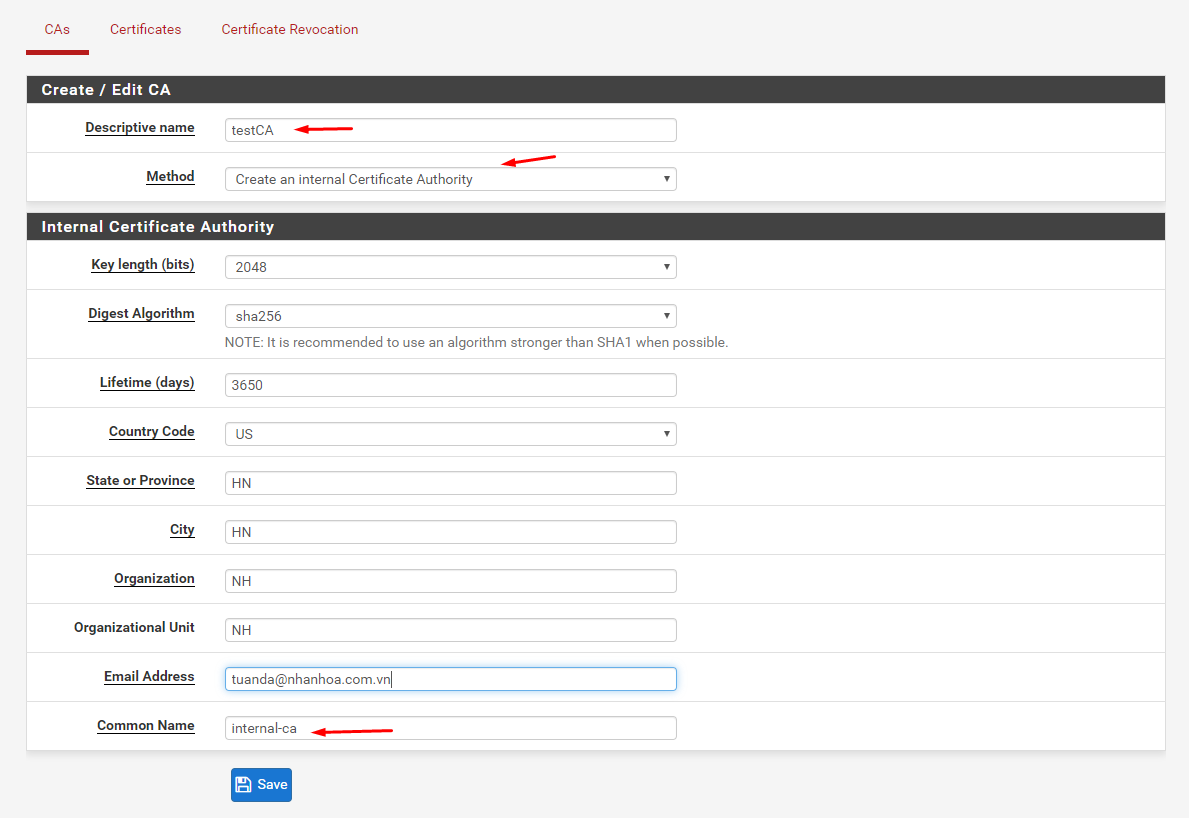 CAs Certificates Certificate Revocation
Create / Edit CA
Descriptive name testCA
Method Create an internal Certificate Authority
Internal Certificate Authority
Key length (bits) 2048
Digest Algorithm sha256
NOTE: It is recommended to use an algorithm stronger than SHA1 when possible.
Lifetime (days) 3650
Country Code US
State or Province HN
City HN
Organization NH
Organizational Unit NH
Email Address tuanda@nhanhoa.com.vn
Common Name internal-ca
Save